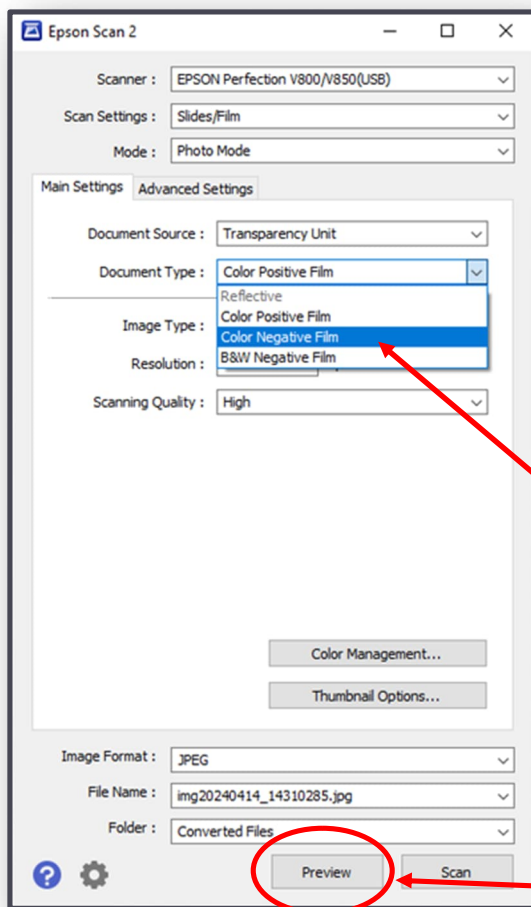 Epson Scan 2
Scanner : EPSON Perfection V800/V850(USB)
Scan Settings : Slides/Film
Mode : Photo Mode
Main Settings Advanced Settings
Document Source : Transparency Unit
Document Type : Color Positive Film
Reflective
Color Positive Film
Image Type :
Color Negative Film
B&W Negative Film
Resolution :
Scanning Quality : High
Color Management...
Thumbnail Options...
Image Format : JPEG
File Name : img20240414_14310285.jpg
Folder : Converted Files
? Preview Scan